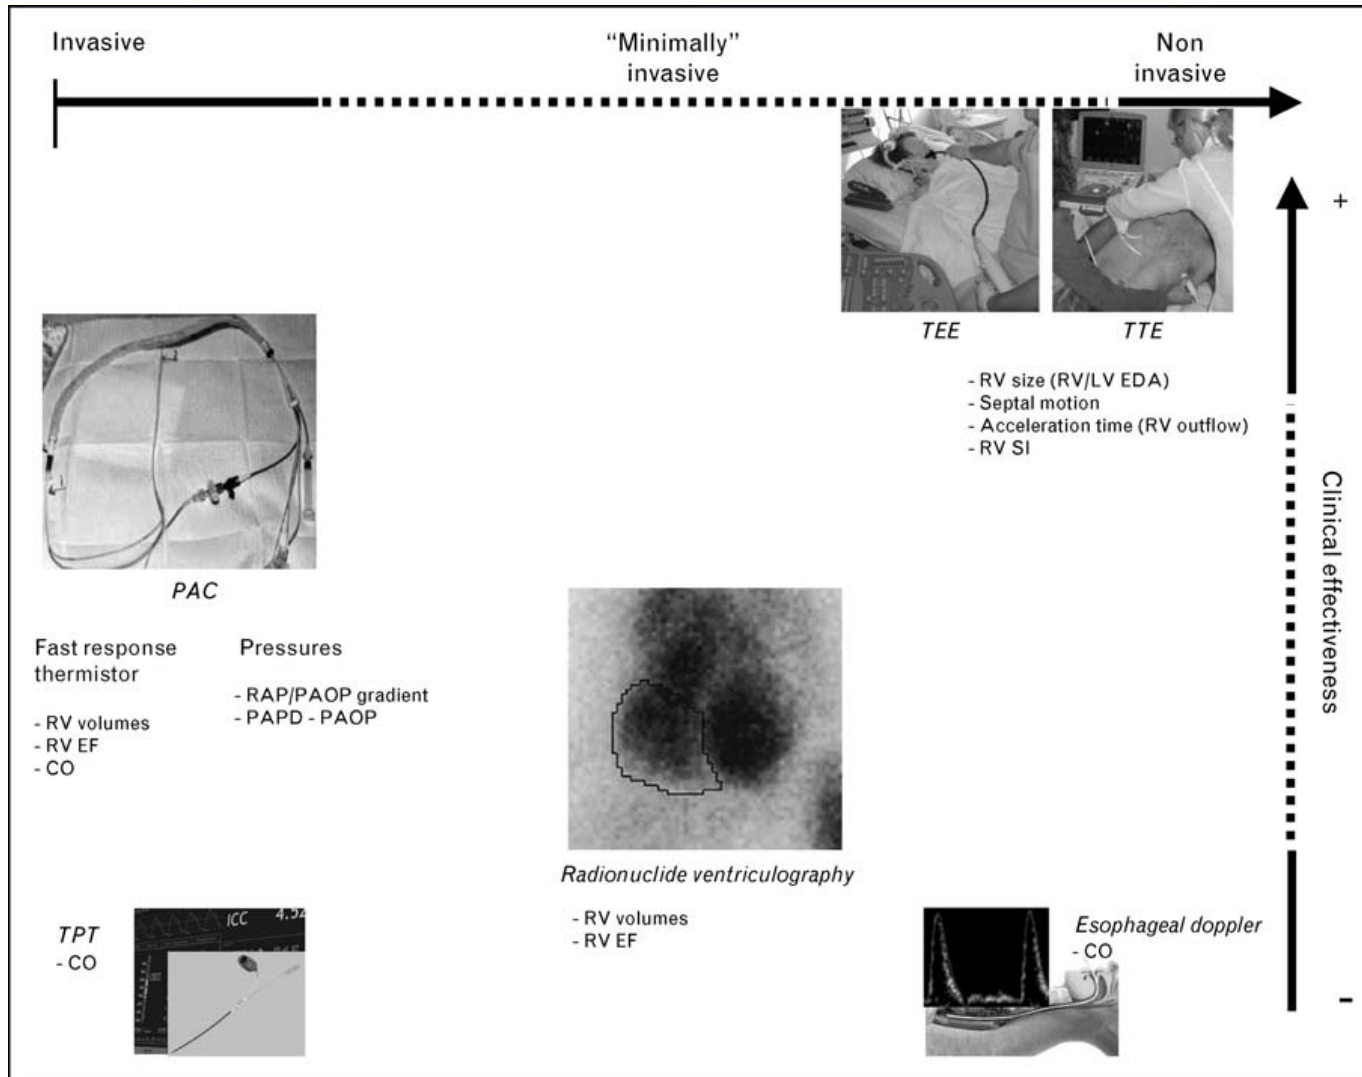 Invasive
“Minimally”
invasive
Non
invasive
+
TEE
TTE
- RV size (RV/LV EDA)
- Septal motion
- Acceleration time (RV outflow)
- RV SI
Clinical effectiveness
PAC
Fast response
thermistor
- RV volumes
- RV EF
- CO
Pressures
- RAP/PAOP gradient
- PAPD - PAOP
Radionuclide ventriculography
- RV volumes
- RV EF
TPT
- CO
ICC
Esophageal doppler
- CO
-